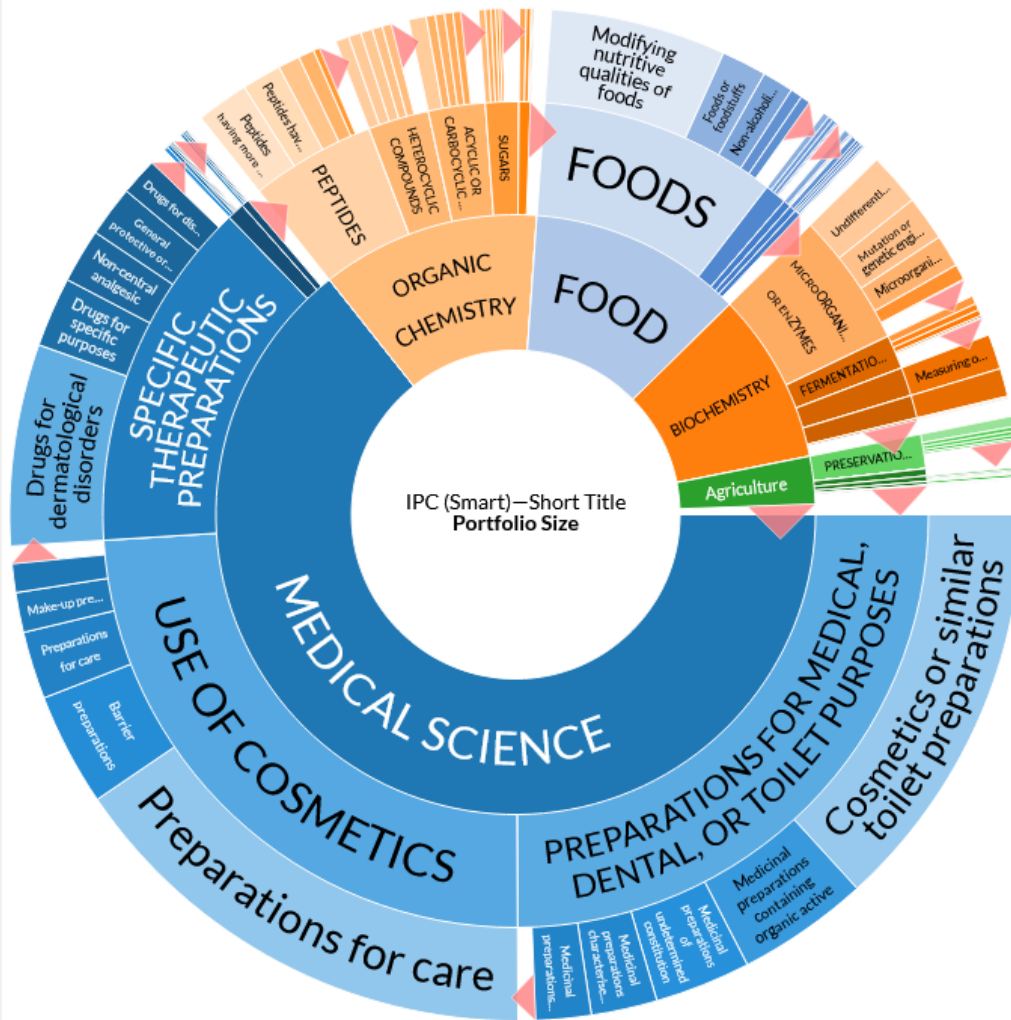 IPC (Smart)—Short Title
Portfolio Size
MEDICAL SCIENCE
ORGANIC
CHEMISTRY
FOOD
BIOCHEMISTRY
Agriculture
PREPARATIONS FOR MEDICAL,
DENTAL, OR TOILET PURPOSES
USE OF COSMETICS
SPECIFIC
THERAPEUTIC
PREPARATIONS
PEPTIDES
HETEROCYCLIC
COMPOUNDS
ACYCLIC OR
CARBOCYCLIC ...
SUGARS
FOODS
MICROORGANI...
OR ENZYMES
FERMENTATIO...
PRESERVATIO...
Cosmetics or similar
toilet preparations
Medicinal
preparations
containing
organic active
Medicinal
preparations
of
undetermined
constitution
Medicinal
preparations
characterise...
Medicinal
preparations...
Preparations for care
Barrier
preparations
Preparations
for care
Make-up pre...
Drugs for
dermatological
disorders
Drugs for
specific
purposes
Non-central
analgesic
General
protective or...
Drugs for dis...
Peptides
having more ...
Peptides hav...
Modifying
nutritive
qualities of
foods
Foods or
foodstuffs
Non-alcoholi...
Undifferenti...
Mutation or
genetic engi...
Microorgani...
Measuring o...